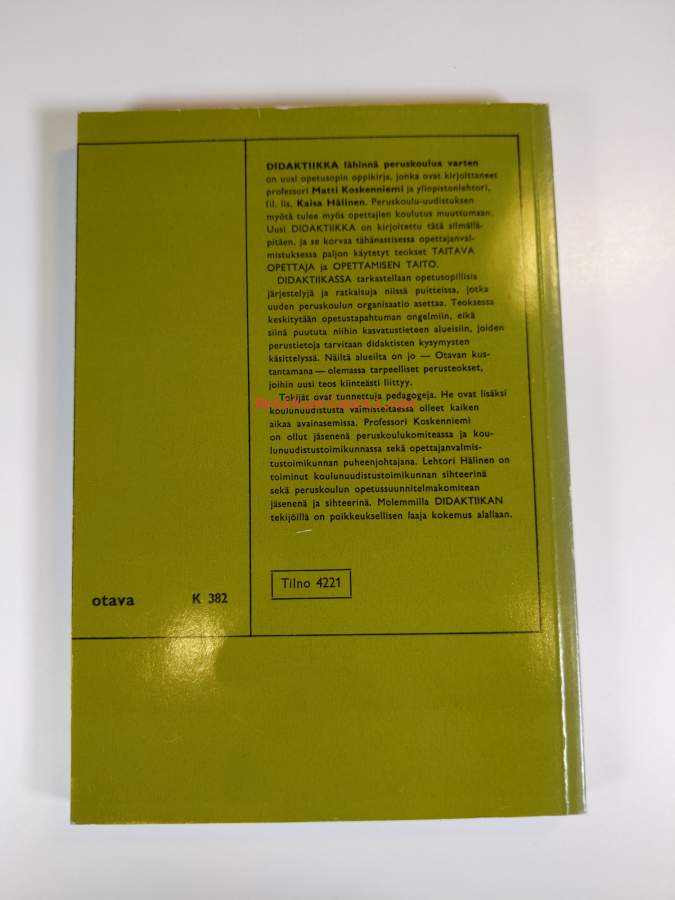 DIDAKTIIKKA lähinnä peruskoulua varten
on uusi opetusopin oppikirja, jonka ovat kirjoittaneet
professori Matti Koskenniemi ja yliopistonlehtori,
fil. lis. Kaisa Hälinen. Peruskoulu-uudistuksen
myötä tulee myös opettajien koulutus muuttumaan.
Uusi DIDAKTIIKKA on kirjoitettu tätä silmällä-
pitäen, ja se korvaa tähänastisessa opettajanval-
mistuksessa paljon käytetyt teokset TAITAVA
OPETTAJA ja OPETTAMISEN TAITO.
DIDAKTIIKASSA tarkastellaan opetusopillisia
järjestelyjä ja ratkaisuja niissä puitteissa, jotka
uuden peruskoulun organisaatio asettaa. Teoksessa
keskitytään opetustapahtuman ongelmiin, eikä
siinä puututa niihin kasvatustieteen alueisiin, joiden
perustietoja tarvitaan didaktisten kysymysten
käsittelyssä. Näiltä alueilta on jo — Otavan kus-
tantamana — olemassa tarpeelliset perusteokset,
joihin uusi teos kiinteästi liittyy.
Tekijät ovat tunnettuja pedagogeja. He ovat lisäksi
koulunuudistusta valmisteltaessa olleet kaiken
aikaa avainasemissa. Professori Koskenniemi
on ollut jäsenenä peruskoulukomiteassa ja kou-
lunuudistustoimikunnassa sekä opettajanvalmis-
tustoimikunnan puheenjohtajana. Lehtori Hälinen on
toiminut koulunuudistustoimikunnan sihteerinä
sekä peruskoulun opetussuunnitelmakomitean
jäsenenä ja sihteerinä. Molemmilla DIDAKTIIKAN
tekijöillä on poikkeuksellisen laaja kokemus alallaan.
Tilno 4221
otava K 382